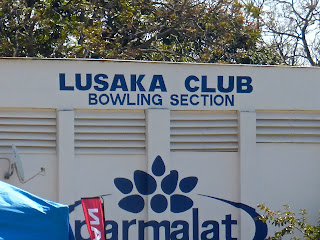 LUSAKA CLUB
BOWLING SECTION
parmalat